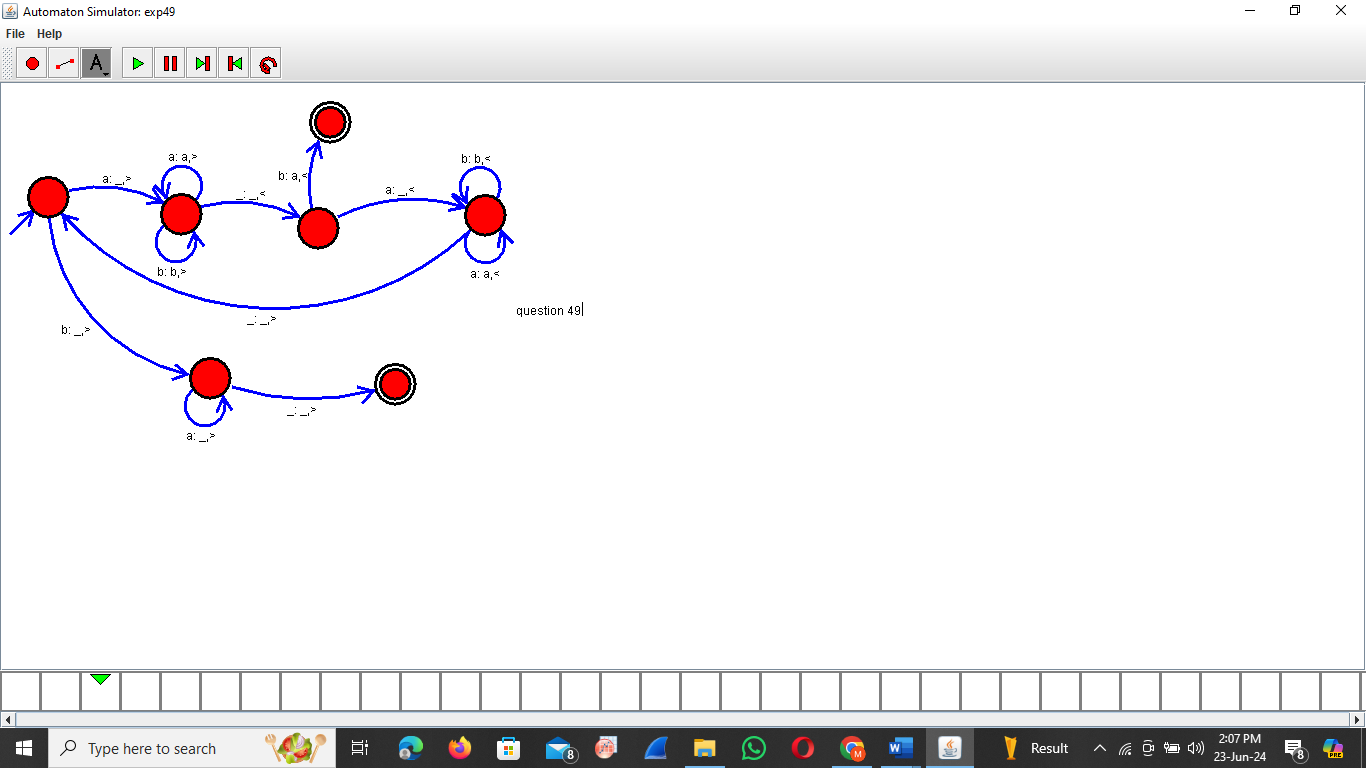 Automaton Simulator: exp49
File Help
A
a: a,>
b: b,<
a: _,>
b: a,<
_: _,<
a: _,<
b: b,>
a: a,<
question 49
_: _,>
b: _,>
_: _,>
a: _,>
Type here to search
8
M
W
Result
2:07 PM
23-Jun-24
8
PRE